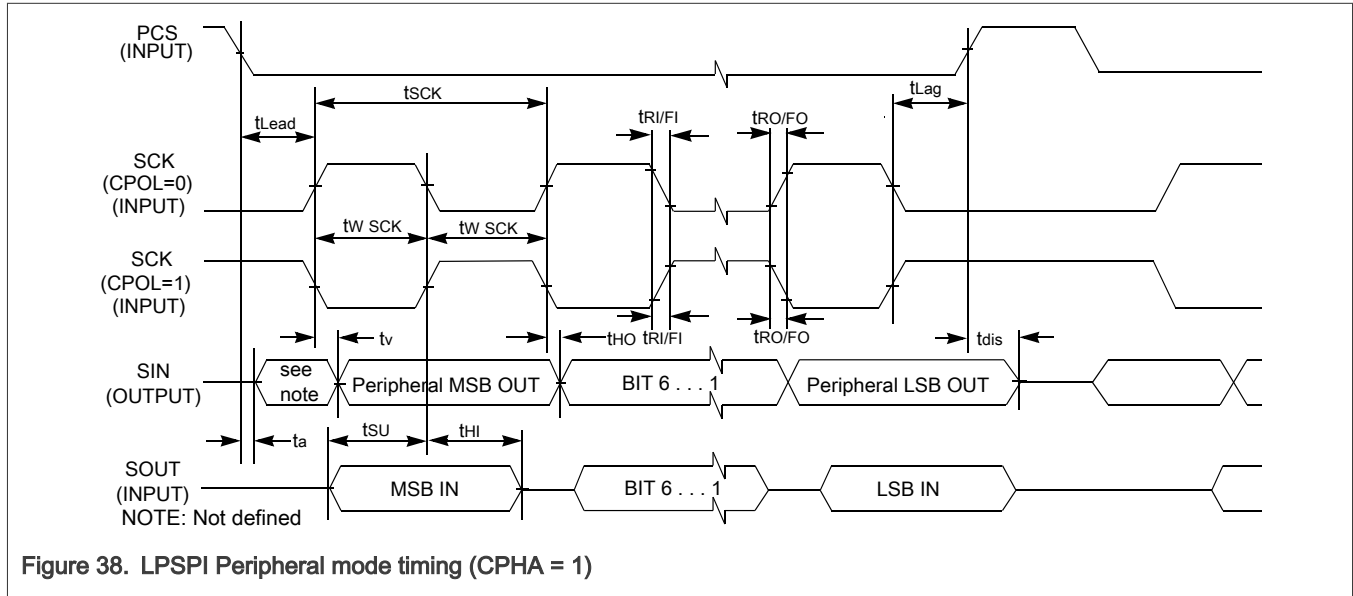 PCS
(INPUT)
tSCK
tLag
tLead
tRI/FI
tRO/FO
SCK
(CPOL=0)
(INPUT)
tW SCK
tW SCK
SCK
(CPOL=1)
(INPUT)
tv
tHO
tRI/FI
tRO/FO
tdis
SIN
(OUTPUT)
see
note
Peripheral MSB OUT
BIT 6 . . . 1
Peripheral LSB OUT
ta
tSU
tHI
SOUT
(INPUT)
MSB IN
BIT 6 . . . 1
LSB IN
NOTE: Not defined
Figure 38. LPSPI Peripheral mode timing (CPHA = 1)